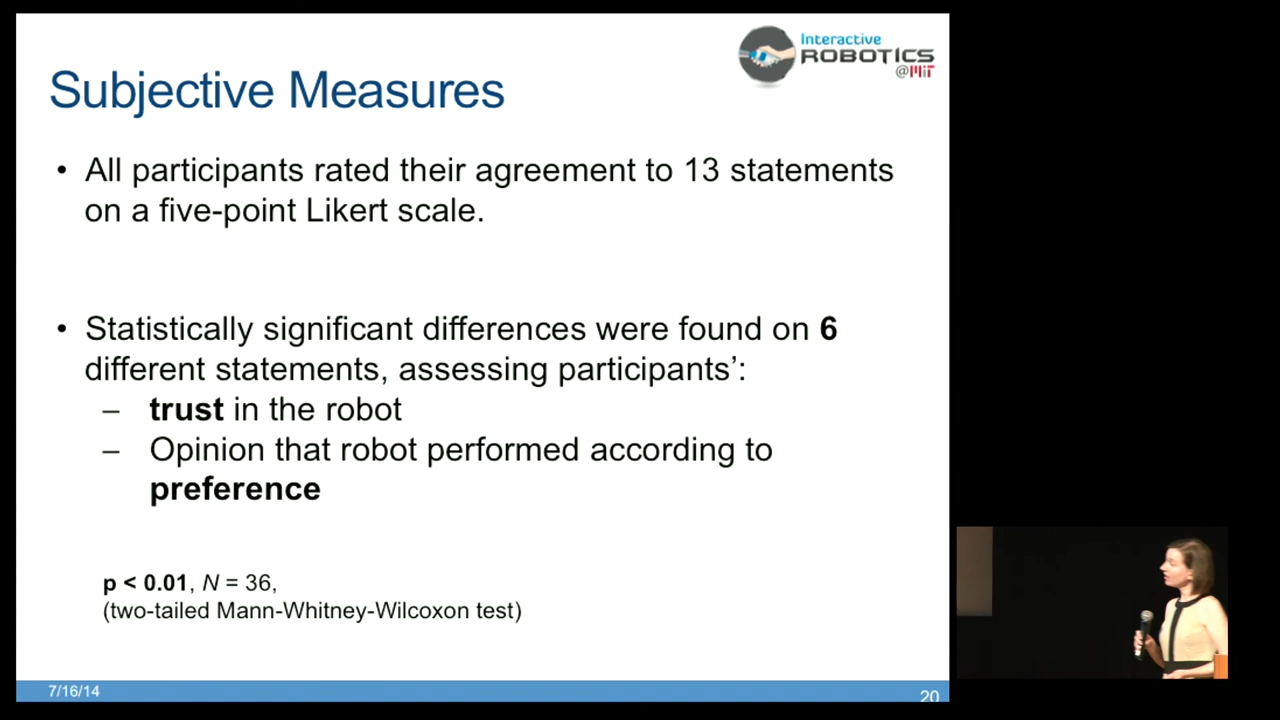 Interactive
ROBOTICS
@MIT
Subjective Measures
• All participants rated their agreement to 13 statements
on a five-point Likert scale.
• Statistically significant differences were found on 6
different statements, assessing participants’:
– trust in the robot
– Opinion that robot performed according to
preference
p < 0.01, N = 36,
(two-tailed Mann-Whitney-Wilcoxon test)
7/16/14
20